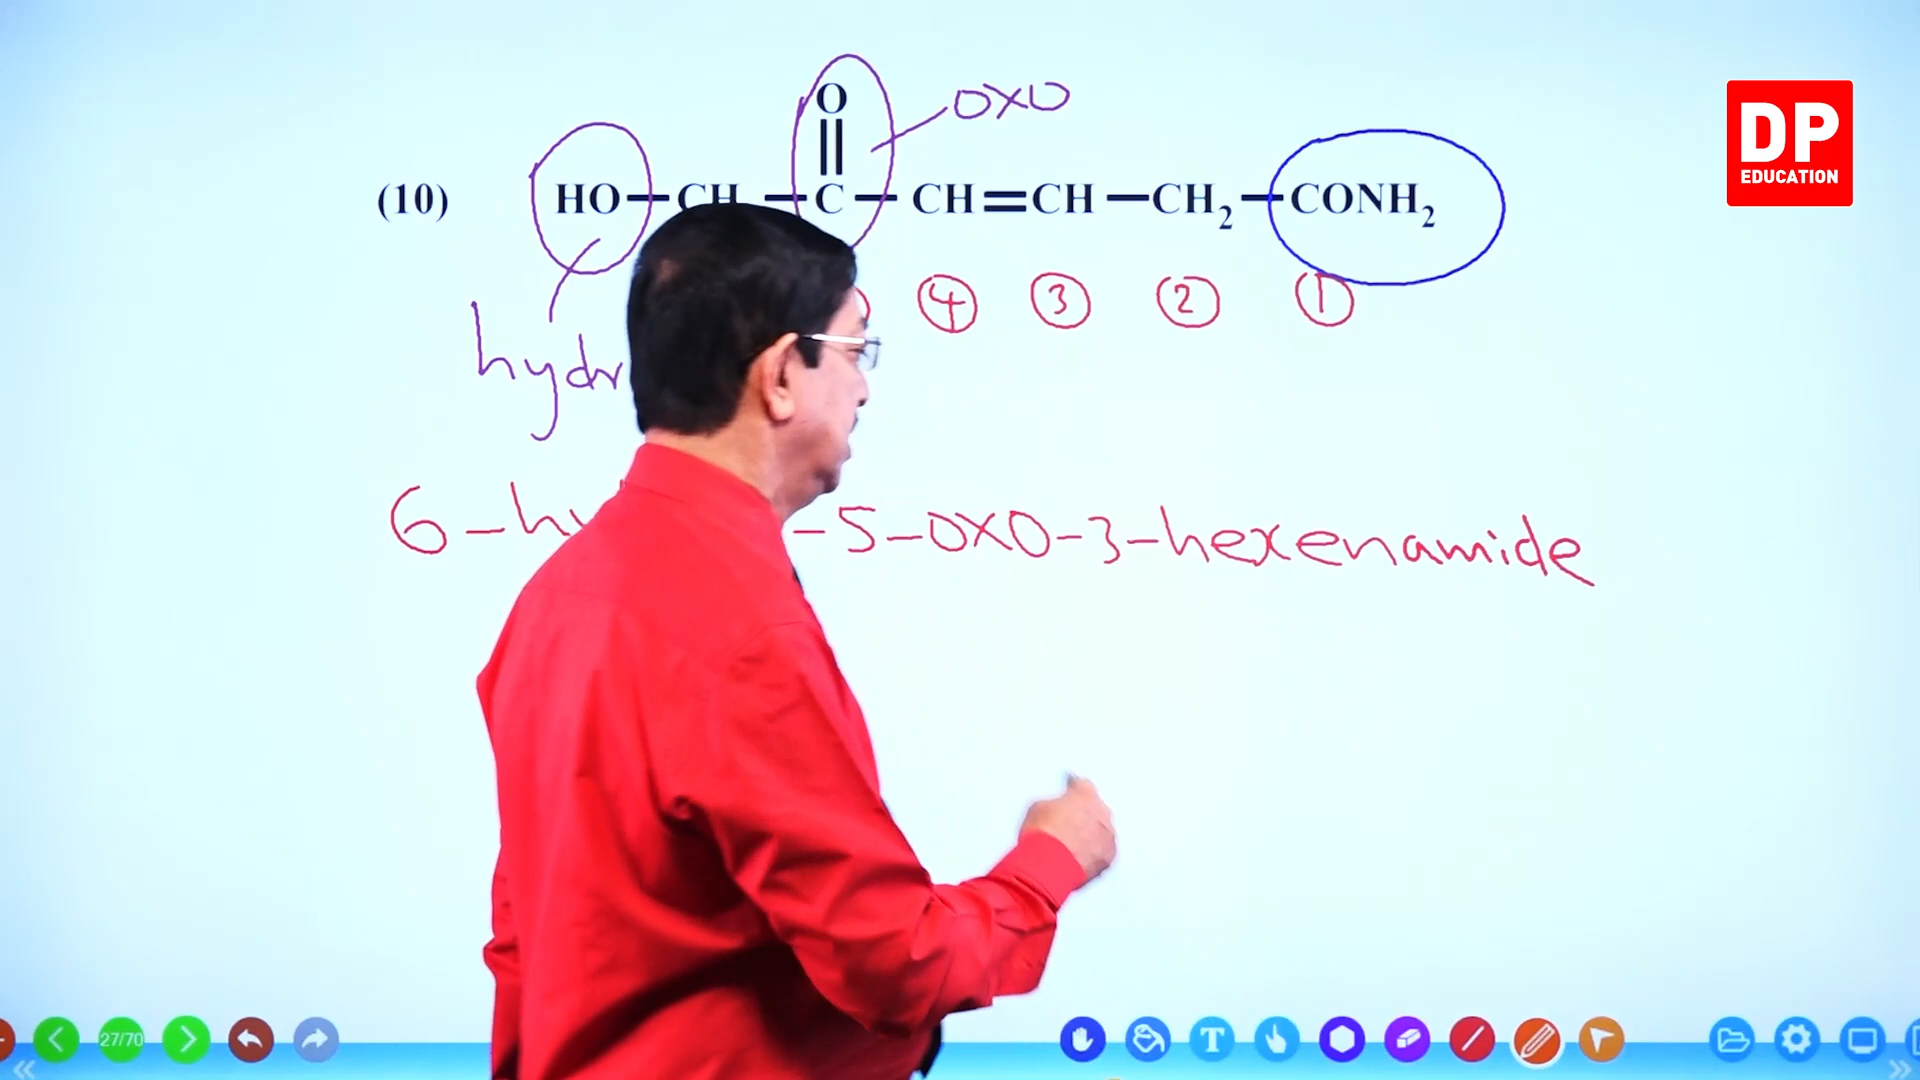 O
OXO
DP
EDUCATION
(10) HO–CH –C–CH=CH–CH₂–CONH₂
④ ③ ② ①
6- -5-OXO-3-hexenamide
27/70
T